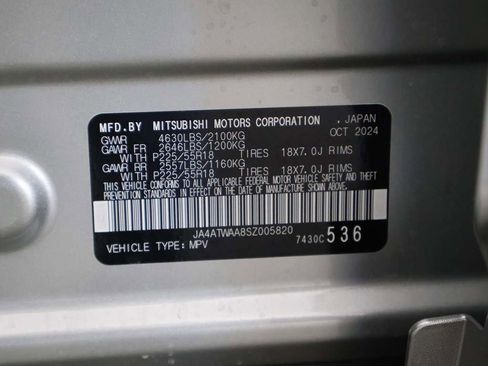 MFD.BY MITSUBISHI MOTORS CORPORATION . JAPAN
GVWR 4630LBS/2100KG OCT 2024
GAWR FR 2646LBS/1200KG
WITH P225/55R18 TIRES 18X7.0J RIMS
GAWR RR 2557LBS/1160KG
WITH P225/55R18 TIRES 18X7.0J RIMS
THIS VEHICLE CONFORMS TO ALL APPLICABLE FEDERAL MOTOR VEHICLE SAFETY AND THEFT
PREVENTION STANDARDS IN EFFECT ON THE DATE OF MANUFACTURE SHOWN ABOVE.
JA4ATWAA8SZ005820
VEHICLE TYPE: MPV 7430C 536